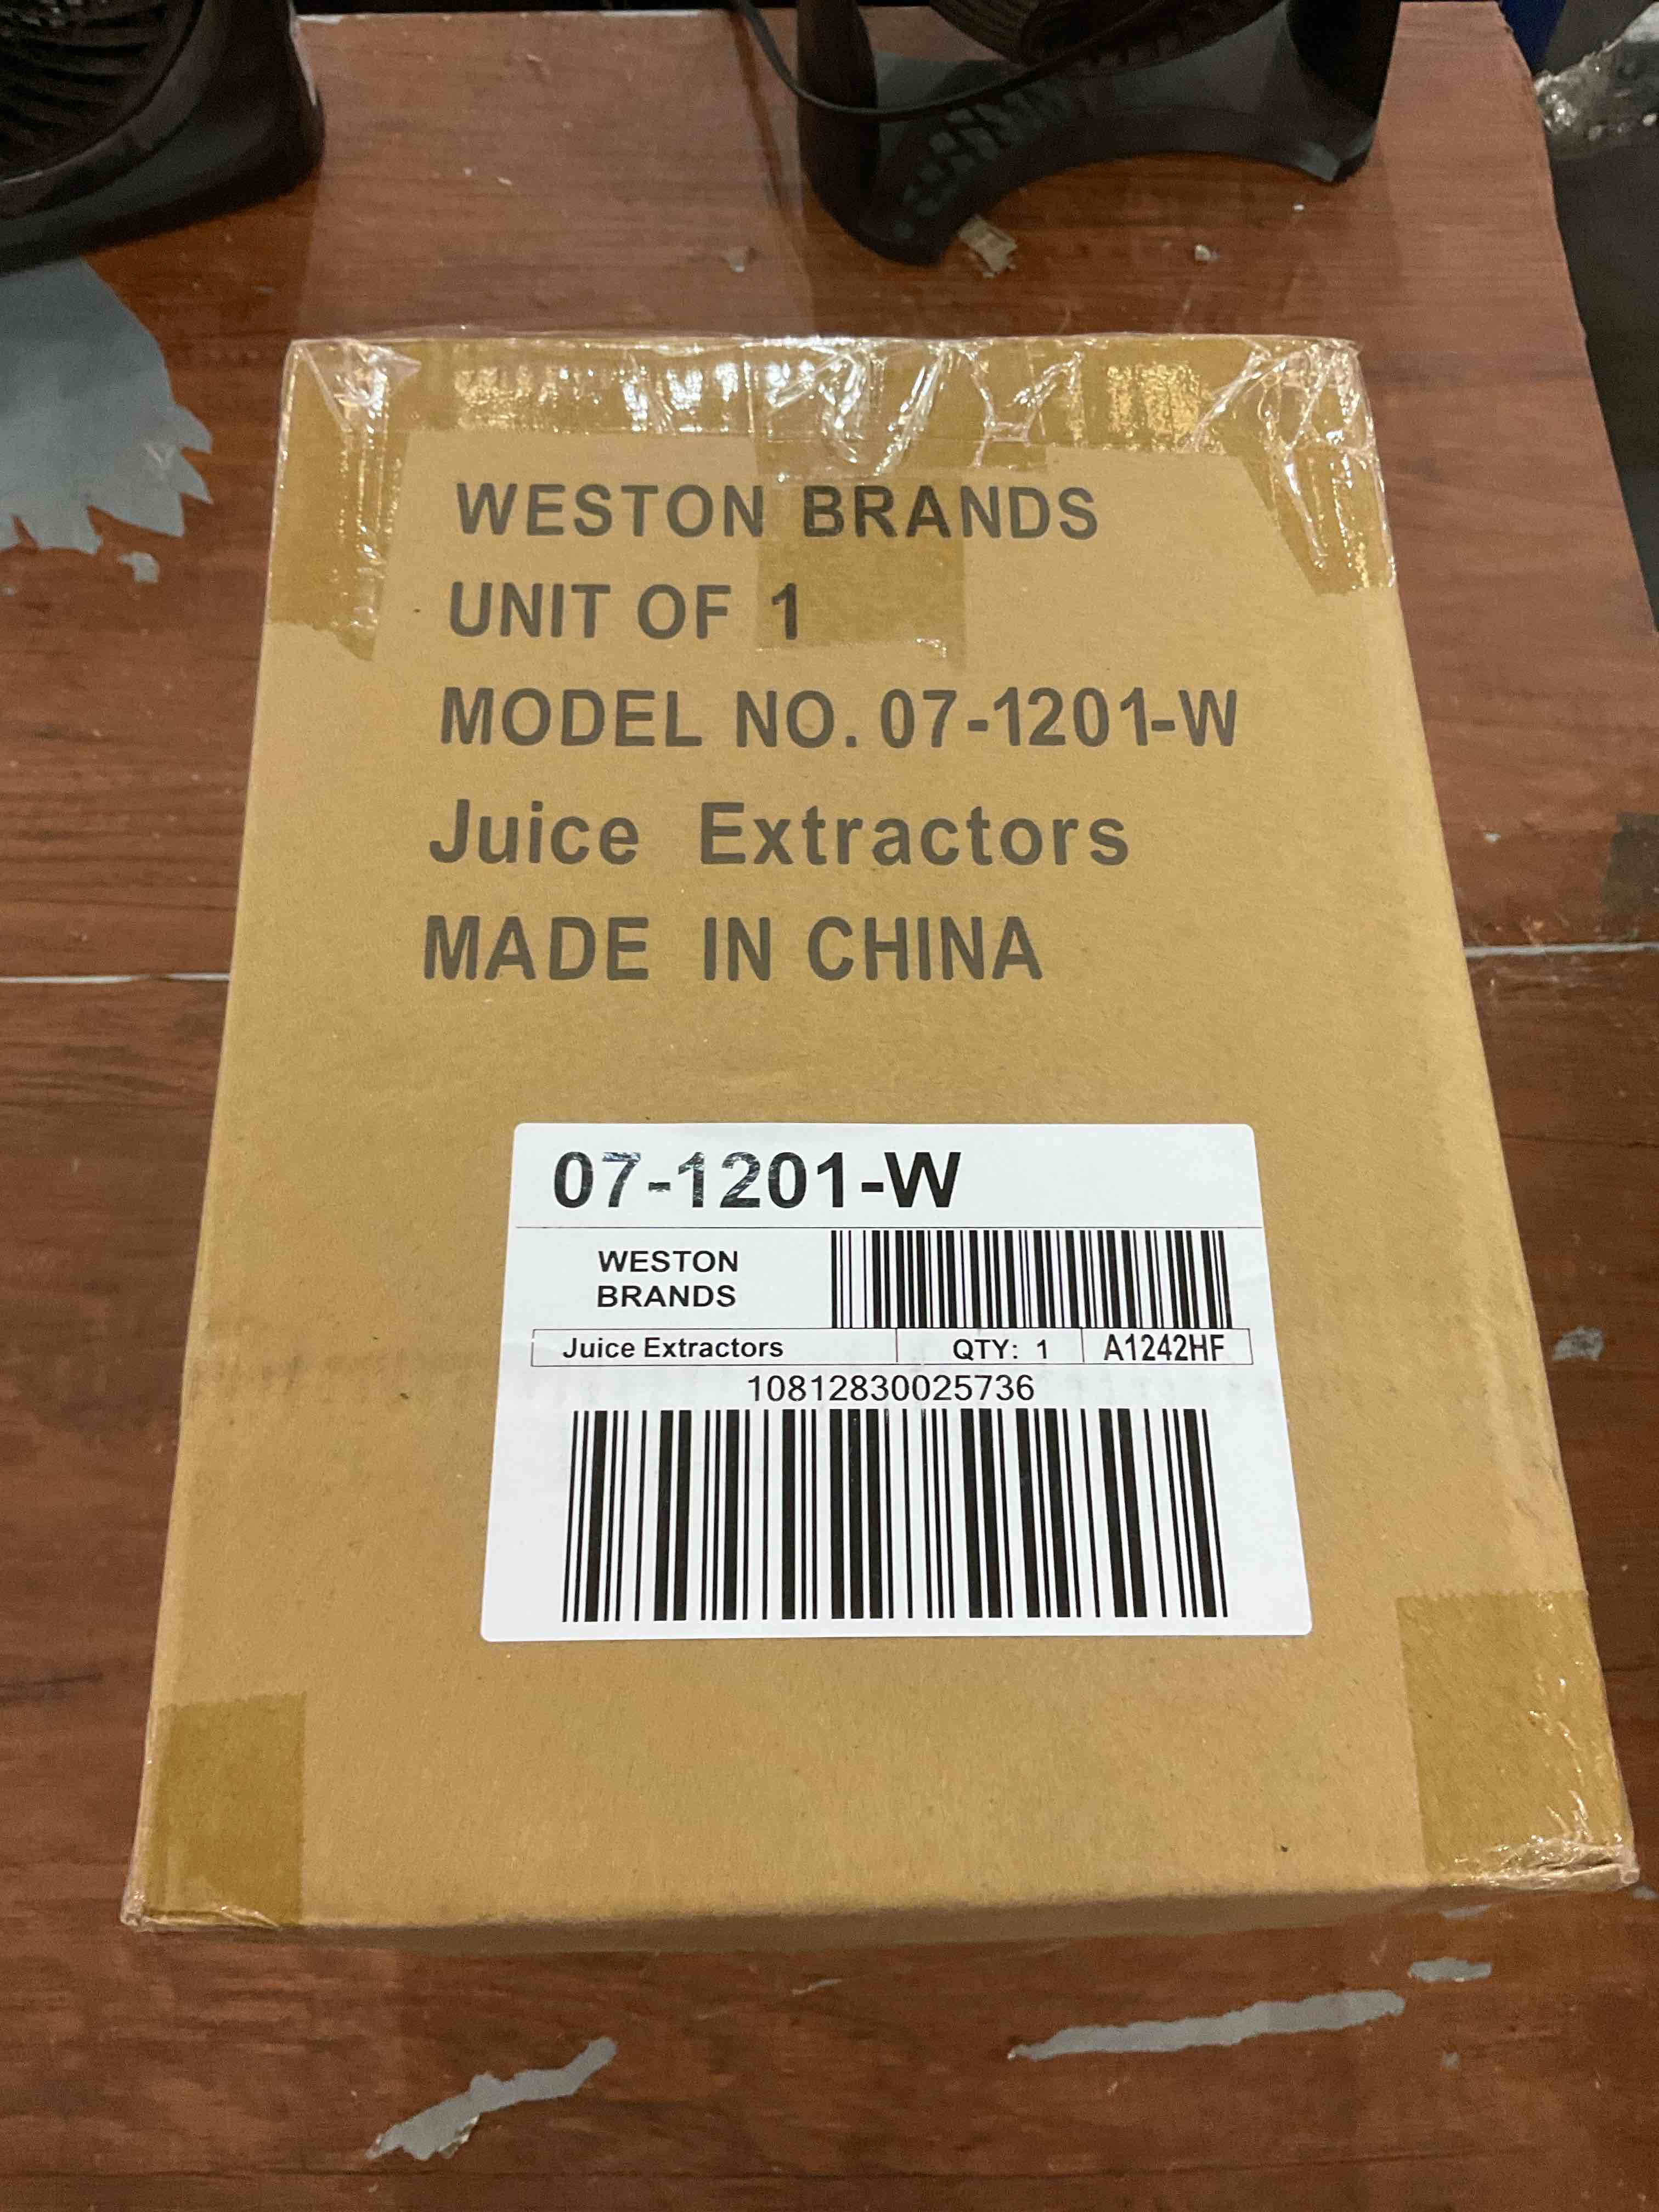 WESTON BRANDS
UNIT OF 1
MODEL NO. 07-1201-W
Juice Extractors
MADE IN CHINA
07-1201-W
WESTON
BRANDS
Juice Extractors QTY: 1 A1242HF
10812830025736